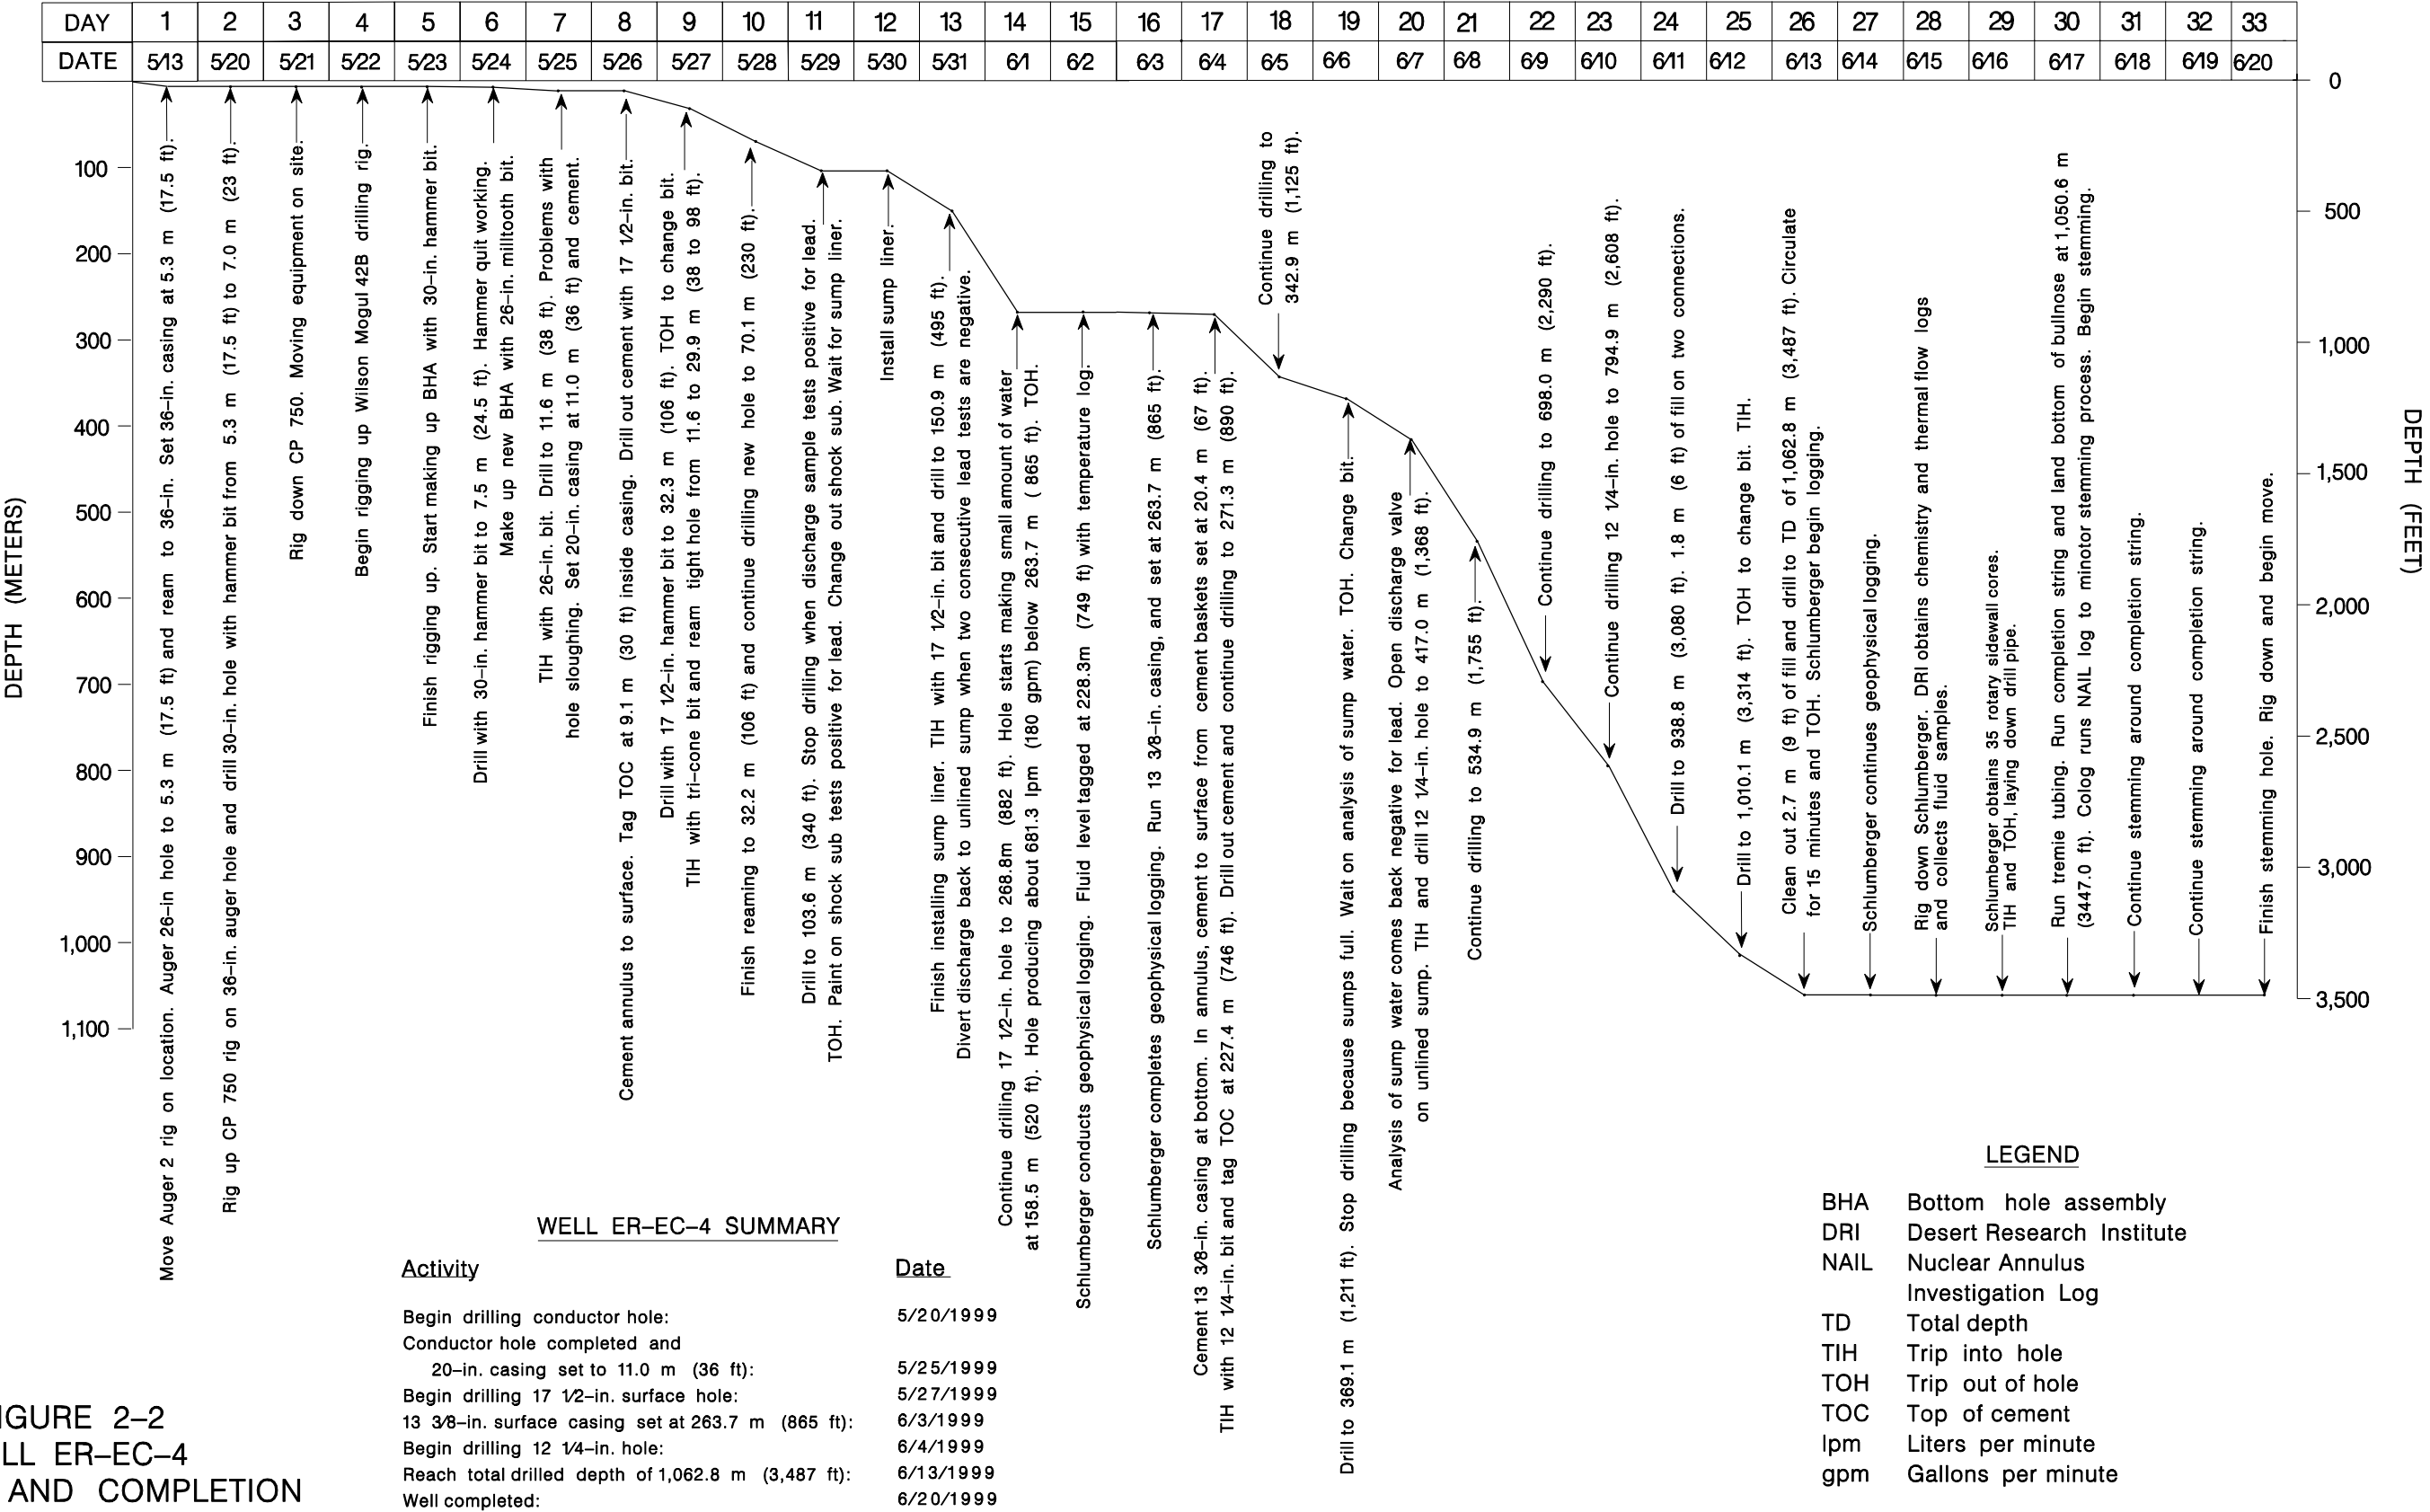 DAY 1 2 3 4 5 6 7 8 9 10 11 12 13 14 15 16 17 18 19 20 21 22 23 24 25 26 27 28 29 30 31 32 33
DATE 5/13 5/20 5/21 5/22 5/23 5/24 5/25 5/26 5/27 5/28 5/29 5/30 5/31 6/1 6/2 6/3 6/4 6/5 6/6 6/7 6/8 6/9 6/10 6/11 6/12 6/13 6/14 6/15 6/16 6/17 6/18 6/19 6/20
DEPTH (METERS)
100
200
300
400
500
600
700
800
900
1,000
1,100
Move Auger 2 rig on location. Auger 26-in hole to 5.3 m (17.5 ft) and ream to 36-in. Set 36-in. casing at 5.3 m (17.5 ft).
Rig up CP 750 rig on 36-in. auger hole and drill 30-in. hole with hammer bit from 5.3 m (17.5 ft) to 7.0 m (23 ft).
Rig down CP 750. Moving equipment on site.
Begin rigging up Wilson Mogul 42B drilling rig.
Finish rigging up. Start making up BHA with 30-in. hammer bit.
Drill with 30-in. hammer bit to 7.5 m (24.5 ft). Hammer quit working.
Make up new BHA with 26-in. milltooth bit.
TIH with 26-in. bit. Drill to 11.6 m (38 ft). Problems with
hole sloughing. Set 20-in. casing at 11.0 m (36 ft) and cement.
Cement annulus to surface. Tag TOC at 9.1 m (30 ft) inside casing. Drill out cement with 17 1/2-in. bit.
Drill with 17 1/2-in. hammer bit to 32.3 m (106 ft). TOH to change bit.
TIH with tri-cone bit and ream tight hole from 11.6 to 29.9 m (38 to 98 ft).
Finish reaming to 32.2 m (106 ft) and continue drilling new hole to 70.1 m (230 ft).
Drill to 103.6 m (340 ft). Stop drilling when discharge sample tests positive for lead.
TOH. Paint on shock sub tests positive for lead. Change out shock sub. Wait for sump liner.
Install sump liner.
Finish installing sump liner. TIH with 17 1/2-in. bit and drill to 150.9 m (495 ft).
Divert discharge back to unlined sump when two consecutive lead tests are negative.
Continue drilling 17 1/2-in. hole to 268.8m (882 ft). Hole starts making small amount of water
at 158.5 m (520 ft). Hole producing about 681.3 lpm (180 gpm) below 263.7 m ( 865 ft). TOH.
Schlumberger conducts geophysical logging. Fluid level tagged at 228.3m (749 ft) with temperature log.
Schlumberger completes geophysical logging. Run 13 3/8-in. casing, and set at 263.7 m (865 ft).
Cement 13 3/8-in. casing at bottom. In annulus, cement to surface from cement baskets set at 20.4 m (67 ft).
TIH with 12 1/4-in. bit and tag TOC at 227.4 m (746 ft). Drill out cement and continue drilling to 271.3 m (890 ft).
Continue drilling to
342.9 m (1,125 ft).
Drill to 369.1 m (1,211 ft). Stop drilling because sumps full. Wait on analysis of sump water. TOH. Change bit.
Analysis of sump water comes back negative for lead. Open discharge valve
on unlined sump. TIH and drill 12 1/4-in. hole to 417.0 m (1,368 ft).
Continue drilling to 534.9 m (1,755 ft).
Continue drilling to 698.0 m (2,290 ft).
Continue drilling 12 1/4-in. hole to 794.9 m (2,608 ft).
Drill to 938.8 m (3,080 ft). 1.8 m (6 ft) of fill on two connections.
Drill to 1,010.1 m (3,314 ft). TOH to change bit. TIH.
Clean out 2.7 m (9 ft) of fill and drill to TD of 1,062.8 m (3,487 ft). Circulate
for 15 minutes and TOH. Schlumberger begin logging.
Schlumberger continues geophysical logging.
Rig down Schlumberger. DRI obtains chemistry and thermal flow logs
and collects fluid samples.
Schlumberger obtains 35 rotary sidewall cores.
TIH and TOH, laying down drill pipe.
Run tremie tubing. Run completion string and land bottom of bullnose at 1,050.6 m
(3447.0 ft). Colog runs NAIL log to minotor stemming process. Begin stemming.
Continue stemming around completion string.
Continue stemming around completion string.
Finish stemming hole. Rig down and begin move.
0
500
1,000
1,500
2,000
2,500
3,000
3,500
DEPTH (FEET)
WELL ER-EC-4 SUMMARY
Activity Date
Begin drilling conductor hole: 5/20/1999
Conductor hole completed and
20-in. casing set to 11.0 m (36 ft): 5/25/1999
Begin drilling 17 1/2-in. surface hole: 5/27/1999
13 3/8-in. surface casing set at 263.7 m (865 ft): 6/3/1999
Begin drilling 12 1/4-in. hole: 6/4/1999
Reach total drilled depth of 1,062.8 m (3,487 ft): 6/13/1999
Well completed: 6/20/1999
LEGEND
BHA Bottom hole assembly
DRI Desert Research Institute
NAIL Nuclear Annulus
Investigation Log
TD Total depth
TIH Trip into hole
TOH Trip out of hole
TOC Top of cement
lpm Liters per minute
gpm Gallons per minute
IGURE 2-2
LL ER-EC-4
AND COMPLETION